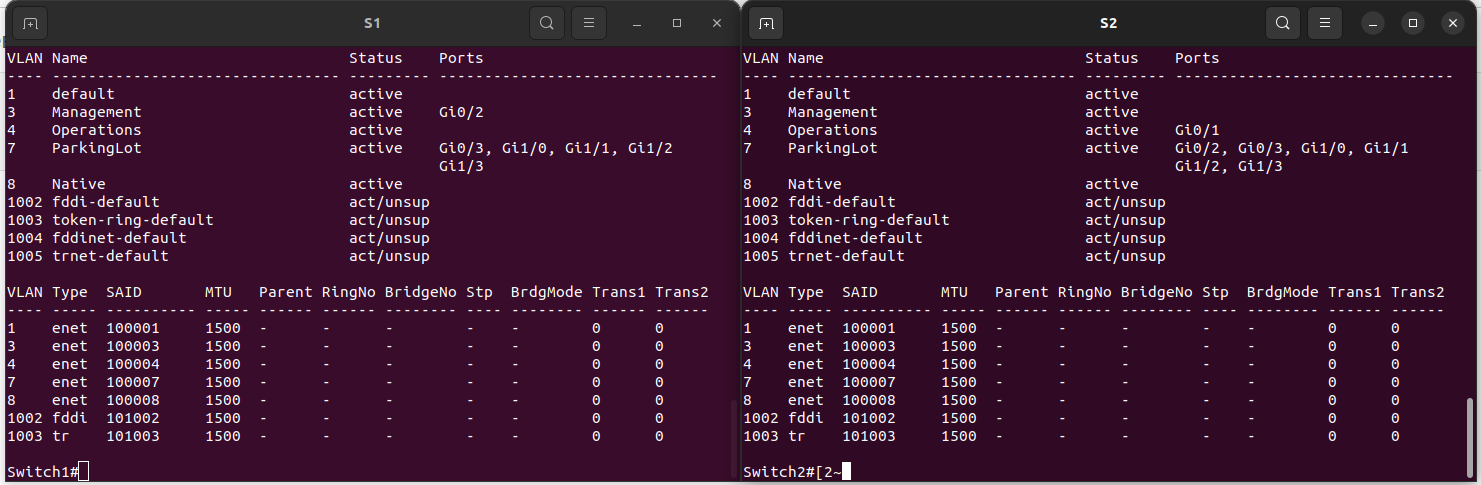 S1
VLAN Name                             Status    Ports
---- -------------------------------- --------- -------------------------------
1    default                          active
3    Management                       active    Gi0/2
4    Operations                       active
7    ParkingLot                       active    Gi0/3, Gi1/0, Gi1/1, Gi1/2
                                                Gi1/3
8    Native                           active
1002 fddi-default                     act/unsup
1003 token-ring-default               act/unsup
1004 fddinet-default                  act/unsup
1005 trnet-default                    act/unsup

VLAN Type  SAID       MTU   Parent RingNo BridgeNo Stp  BrdgMode Trans1 Trans2
---- ----- ---------- ----- ------ ------ -------- ---- -------- ------ ------
1    enet  100001     1500  -      -      -        -    -        0      0
3    enet  100003     1500  -      -      -        -    -        0      0
4    enet  100004     1500  -      -      -        -    -        0      0
7    enet  100007     1500  -      -      -        -    -        0      0
8    enet  100008     1500  -      -      -        -    -        0      0
1002 fddi  101002     1500  -      -      -        -    -        0      0
1003 tr    101003     1500  -      -      -        -    -        0      0

Switch1#
S2
VLAN Name                             Status    Ports
---- -------------------------------- --------- -------------------------------
1    default                          active
3    Management                       active
4    Operations                       active    Gi0/1
7    ParkingLot                       active    Gi0/2, Gi0/3, Gi1/0, Gi1/1
                                                Gi1/2, Gi1/3
8    Native                           active
1002 fddi-default                     act/unsup
1003 token-ring-default               act/unsup
1004 fddinet-default                  act/unsup
1005 trnet-default                    act/unsup

VLAN Type  SAID       MTU   Parent RingNo BridgeNo Stp  BrdgMode Trans1 Trans2
---- ----- ---------- ----- ------ ------ -------- ---- -------- ------ ------
1    enet  100001     1500  -      -      -        -    -        0      0
3    enet  100003     1500  -      -      -        -    -        0      0
4    enet  100004     1500  -      -      -        -    -        0      0
7    enet  100007     1500  -      -      -        -    -        0      0
8    enet  100008     1500  -      -      -        -    -        0      0
1002 fddi  101002     1500  -      -      -        -    -        0      0
1003 tr    101003     1500  -      -      -        -    -        0      0

Switch2#[2~